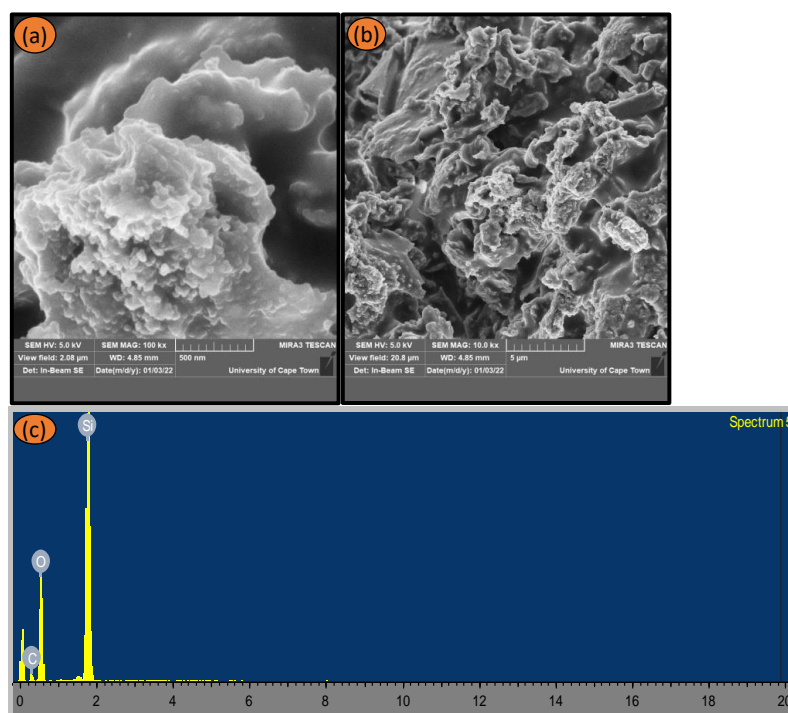 (a)
(b)
SEM HV: 5.0 kV SEM MAG: 100 kx MIRA3 TESCAN
View field: 2.08 µm WD: 4.85 mm 500 nm
Det: In-Beam SE Date(m/d/y): 01/03/22 University of Cape Town
SEM HV: 5.0 kV SEM MAG: 10.0 kx MIRA3 TESCAN
View field: 20.8 µm WD: 4.85 mm 5 µm
Det: In-Beam SE Date(m/d/y): 01/03/22 University of Cape Town
(c)
Si
Spectrum 5
O
C
0 2 4 6 8 10 12 14 16 18 20